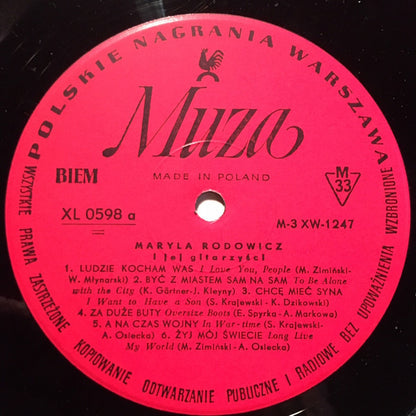 POLSKIE NAGRANIA WARSZAWA
Muza
MADE IN POLAND
BIEM
M
33
XL 0598 a
M-3 XW-1247
MARYLA RODOWICZ
i jej gitarzyści
1. LUDZIE KOCHAM WAS I Love You, People (M. Zimiński-
W. Młynarski) 2. BYĆ Z MIASTEM SAM NA SAM To Be Alone
with the City (K. Gärtner-J. Kleyny) 3. CHCĘ MIEĆ SYNA
I Want to Have a Son (S. Krajewski - K. Dzikowski)
4. ZA DUŻE BUTY Oversize Boots (E. Spyrka - A. Markowa)
5. A NA CZAS WOJNY In War-time (S. Krajewski-
A. Osiecka) 6. ŻYJ MÓJ ŚWIECIE Long Live
My World (M. Zimiński - A. Osiecka)
WSZYSTKIE PRAWA ZASTRZEŻONE KOPIOWANIE ODTWARZANIE PUBLICZNE I RADIOWE BEZ UPOWAŻNIENIA WZBRONIONE